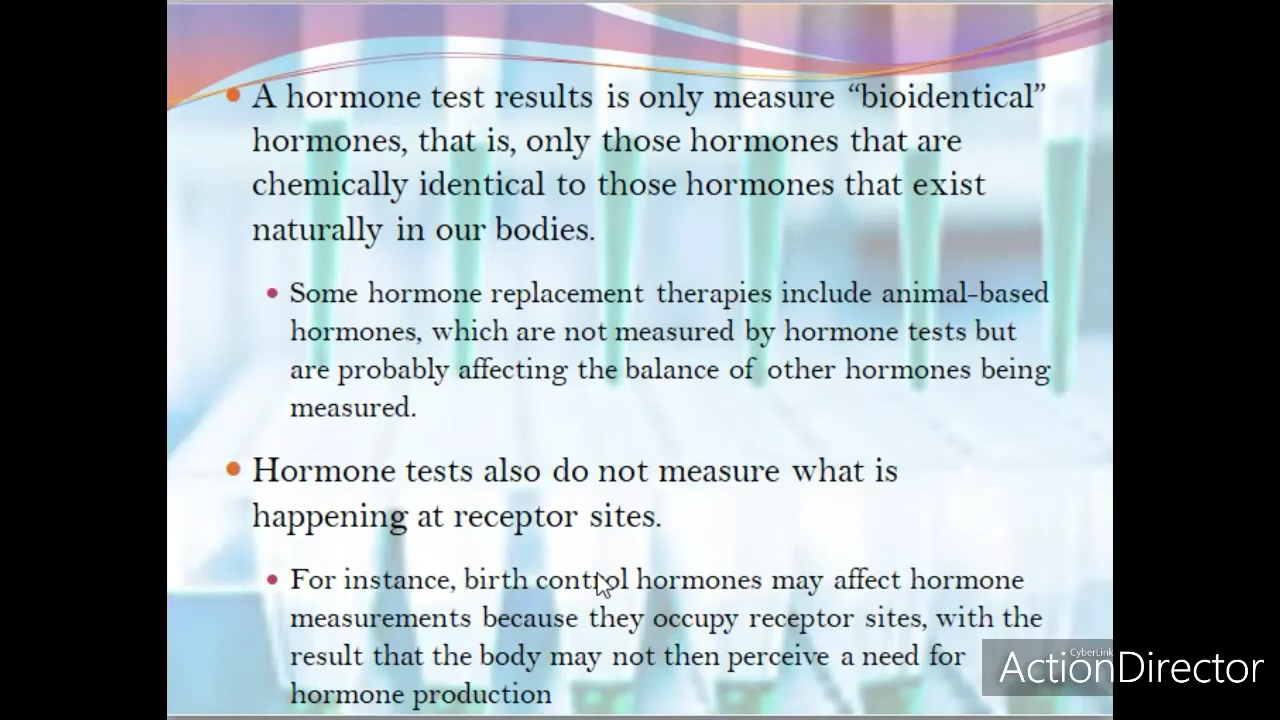 A hormone test results is only measure “bioidentical”
hormones, that is, only those hormones that are
chemically identical to those hormones that exist
naturally in our bodies.
Some hormone replacement therapies include animal-based
hormones, which are not measured by hormone tests but
are probably affecting the balance of other hormones being
measured.
Hormone tests also do not measure what is
happening at receptor sites.
For instance, birth control hormones may affect hormone
measurements because they occupy receptor sites, with the
result that the body may not then perceive a need for
hormone production
CyberLink
ActionDirector